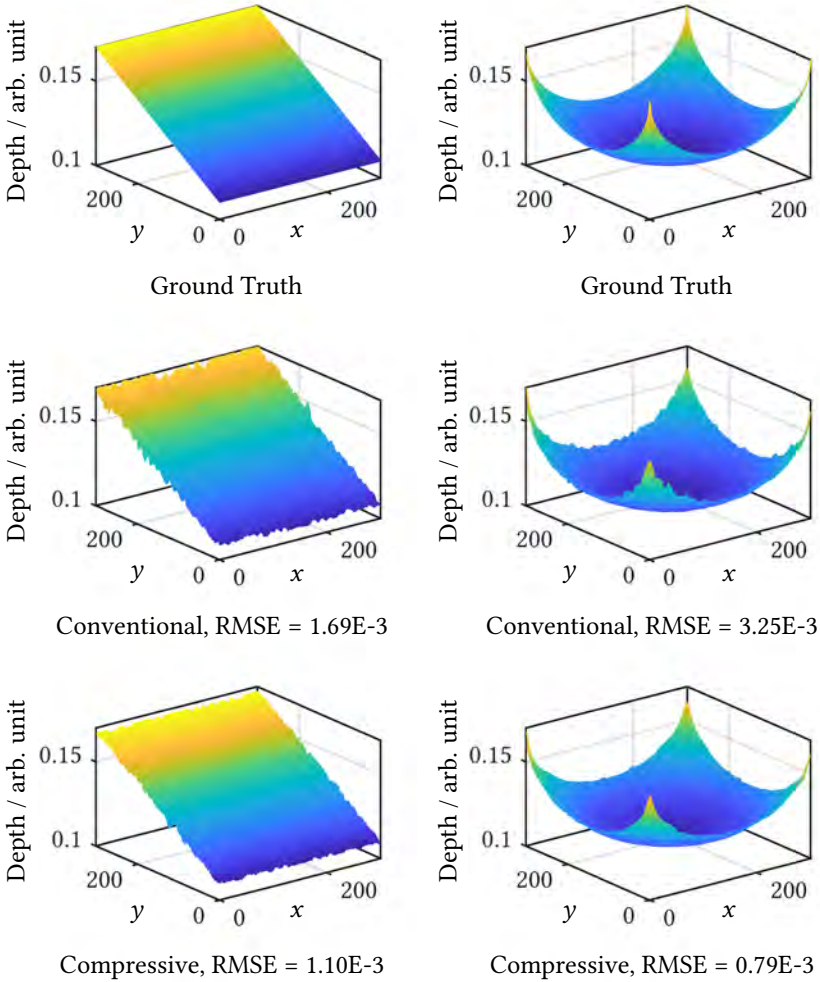 Depth / arb. unit
0.15
0.1
200
y
0
0
x
200
Ground Truth
Depth / arb. unit
0.15
0.1
200
y
0
0
x
200
Ground Truth
Depth / arb. unit
0.15
0.1
200
y
0
0
x
200
Conventional, RMSE = 1.69E-3
Depth / arb. unit
0.15
0.1
200
y
0
0
x
200
Conventional, RMSE = 3.25E-3
Depth / arb. unit
0.15
0.1
200
y
0
0
x
200
Compressive, RMSE = 1.10E-3
Depth / arb. unit
0.15
0.1
200
y
0
0
x
200
Compressive, RMSE = 0.79E-3